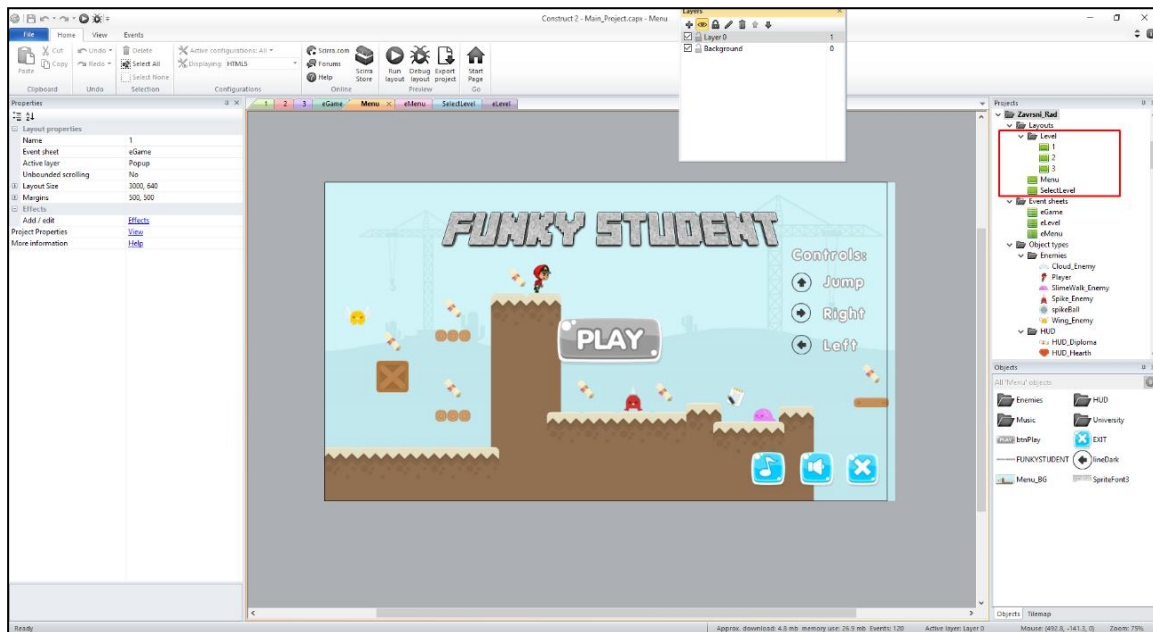 Construct 2 - Main_Project.capx - Menu
File Home View Events
Paste
Cut
Copy
Clipboard
Undo
Redo
Undo
Delete
Select All
Select None
Selection
Active configurations: All
Displaying: HTML5
Configurations
Scirra.com
Forums
Help
Scirra Store
Online
Run layout
Debug layout
Export project
Preview
Start Page
Go
Layers
Layer 0 1
Background 0
Properties
1 2 3 eGame Menu eMenu SelectLevel eLevel
Layout properties
Name 1
Event sheet eGame
Active layer Popup
Unbounded scrolling No
Layout Size 3000, 640
Margins 500, 500
Effects
Add / edit Effects
Project Properties View
More information Help
FUNKY STUDENT
Controls:
Jump
Right
Left
PLAY
Projects
Zavrsni_Rad
Layouts
Level
1
2
3
Menu
SelectLevel
Event sheets
eGame
eLevel
eMenu
Object types
Enemies
Cloud_Enemy
Player
SlimeWalk_Enemy
Spike_Enemy
spikeBall
Wing_Enemy
HUD
HUD_Diploma
HUD_Hearth
Objects
All 'Menu' objects
Enemies HUD
Music University
btnPlay EXIT
FUNKYSTUDENT lineDark
Menu_BG SpriteFont3
Objects Tilemap
Ready
Approx. download: 4.8 mb memory use: 26.9 mb Events: 120 Active layer: Layer 0 Mouse: (492.8, -141.3, 0) Zoom: 75%